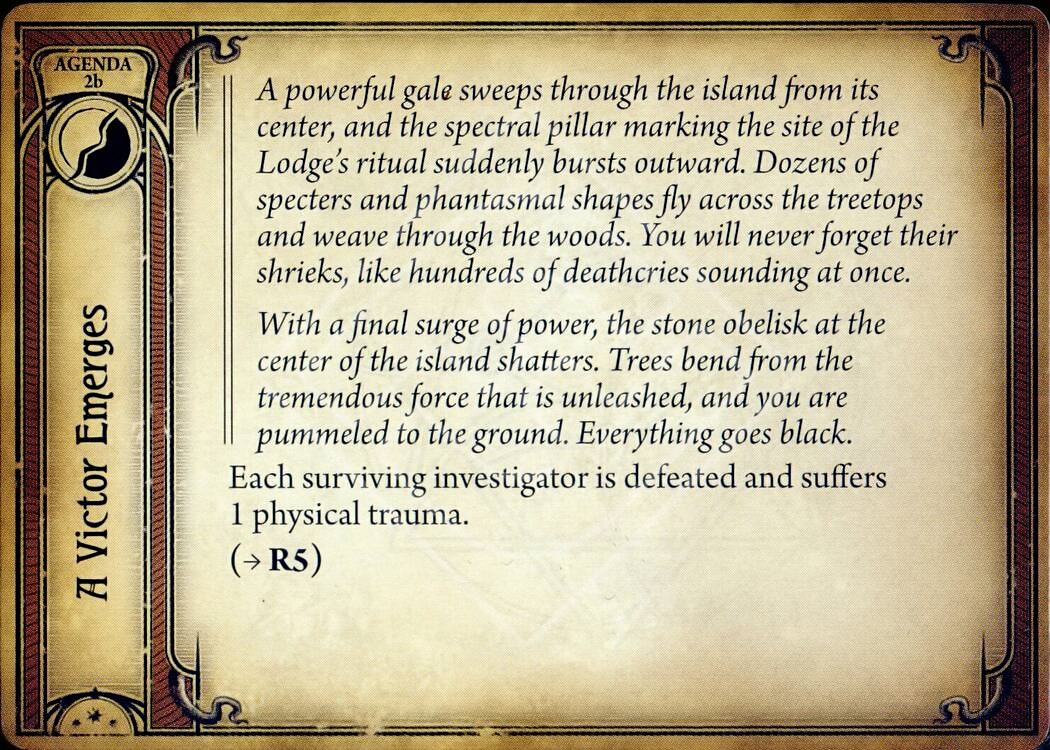 AGENDA
2b
A Victor Emerges
A powerful gale sweeps through the island from its
center, and the spectral pillar marking the site of the
Lodge's ritual suddenly bursts outward. Dozens of
specters and phantasmal shapes fly across the treetops
and weave through the woods. You will never forget their
shrieks, like hundreds of deathcries sounding at once.
With a final surge of power, the stone obelisk at the
center of the island shatters. Trees bend from the
tremendous force that is unleashed, and you are
pummeled to the ground. Everything goes black.
Each surviving investigator is defeated and suffers
1 physical trauma.
(→ R5)